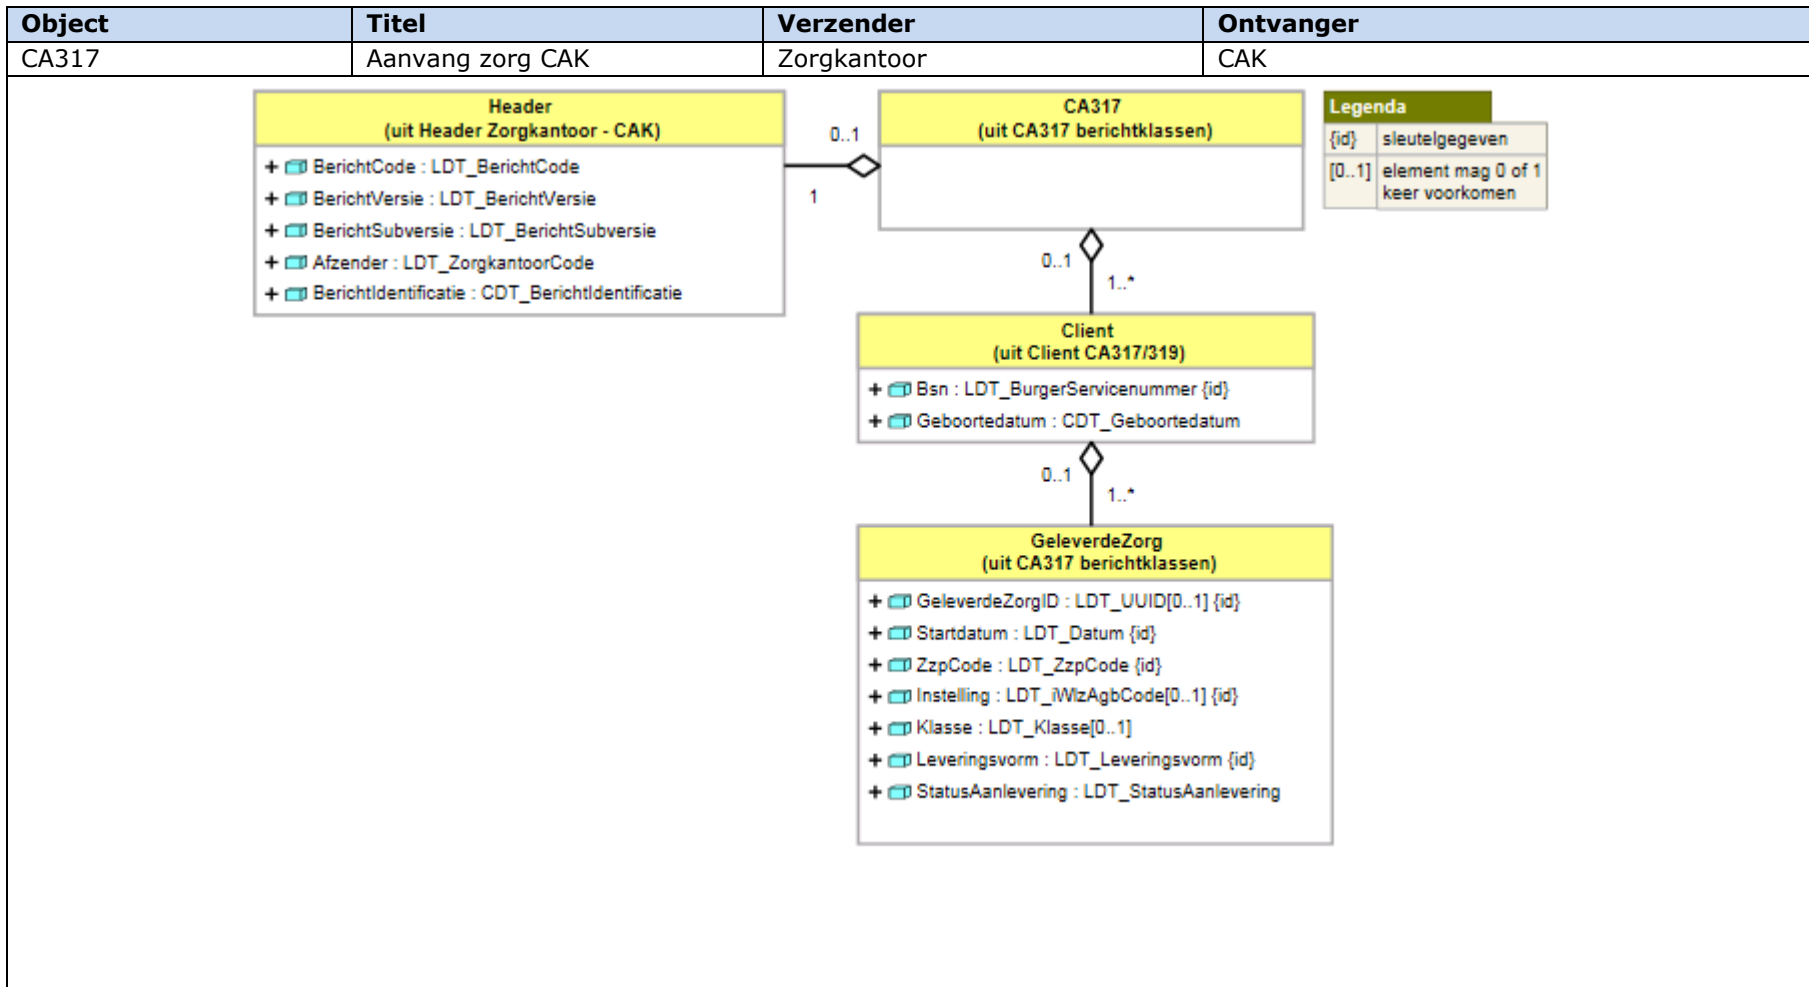 Object Titel Verzender Ontvanger
CA317 Aanvang zorg CAK Zorgkantoor CAK
Header
(uit Header Zorgkantoor - CAK)
+ BerichtCode : LDT_BerichtCode
+ BerichtVersie : LDT_BerichtVersie
+ BerichtSubversie : LDT_BerichtSubversie
+ Afzender : LDT_ZorgkantoorCode
+ BerichtIdentificatie : CDT_BerichtIdentificatie
0..1
1
CA317
(uit CA317 berichtklassen)
Legenda
{id} sleutelgegeven
[0..1] element mag 0 of 1
keer voorkomen
0..1
1..*
Client
(uit Client CA317/319)
+ Bsn : LDT_BurgerServicenummer {id}
+ Geboortedatum : CDT_Geboortedatum
0..1
1..*
GeleverdeZorg
(uit CA317 berichtklassen)
+ GeleverdeZorgID : LDT_UUID[0..1] {id}
+ Startdatum : LDT_Datum {id}
+ ZzpCode : LDT_ZzpCode {id}
+ Instelling : LDT_iWlzAgbCode[0..1] {id}
+ Klasse : LDT_Klasse[0..1]
+ Leveringsvorm : LDT_Leveringsvorm {id}
+ StatusAanlevering : LDT_StatusAanlevering